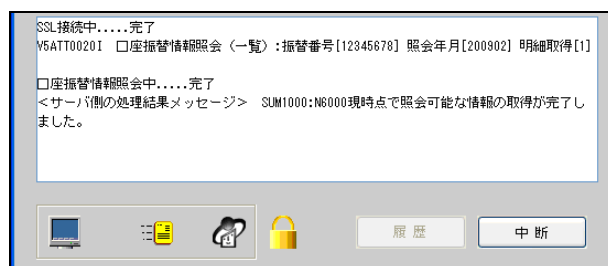 SSL接続中.....完了
V5ATT0020I 口座振替情報照会（一覧）:振替番号[12345678] 照会年月[200902] 明細取得[1]
口座振替情報照会中.....完了
＜サーバ側の処理結果メッセージ＞ SUM1000:N6000現時点で照会可能な情報の取得が完了し
ました。
履 歴
中 断